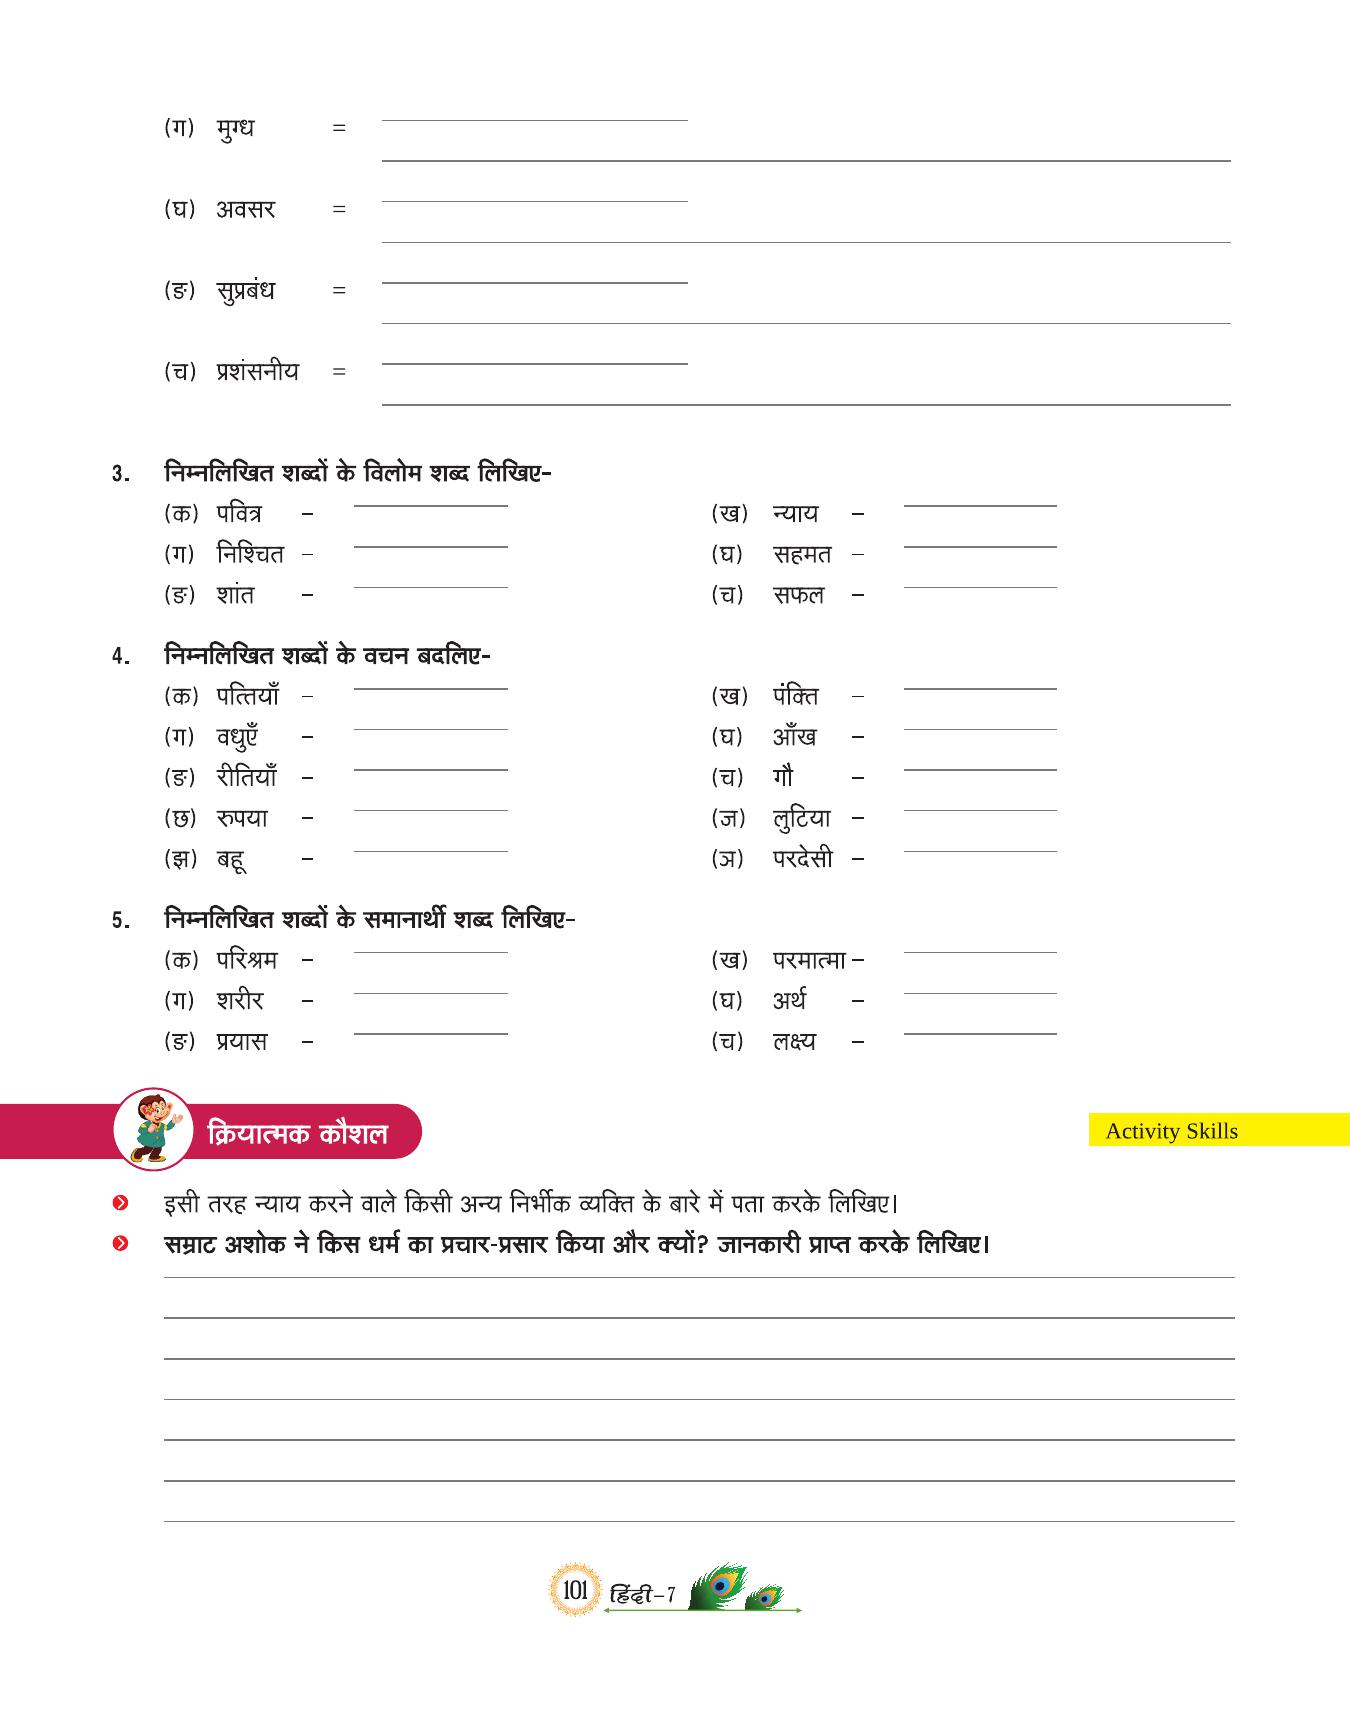 (ग) मुग्ध =
(घ) अवसर =
(ङ) सुप्रबंध =
(च) प्रशंसनीय =
3. निम्नलिखित शब्दों के विलोम शब्द लिखिए-
(क) पवित्र – (ख) न्याय –
(ग) निश्चित – (घ) सहमत –
(ङ) शांत – (च) सफल –
4. निम्नलिखित शब्दों के वचन बदलिए-
(क) पत्तियाँ – (ख) पंक्ति –
(ग) वधुएँ – (घ) आँख –
(ङ) रीतियाँ – (च) गौ –
(छ) रुपया – (ज) लुटिया –
(झ) बहू – (ञ) परदेसी –
5. निम्नलिखित शब्दों के समानार्थी शब्द लिखिए-
(क) परिश्रम – (ख) परमात्मा –
(ग) शरीर – (घ) अर्थ –
(ङ) प्रयास – (च) लक्ष्य –
क्रियात्मक कौशल
Activity Skills
इसी तरह न्याय करने वाले किसी अन्य निर्भीक व्यक्ति के बारे में पता करके लिखिए।
सम्राट अशोक ने किस धर्म का प्रचार-प्रसार किया और क्यों? जानकारी प्राप्त करके लिखिए।
101 हिंदी–7